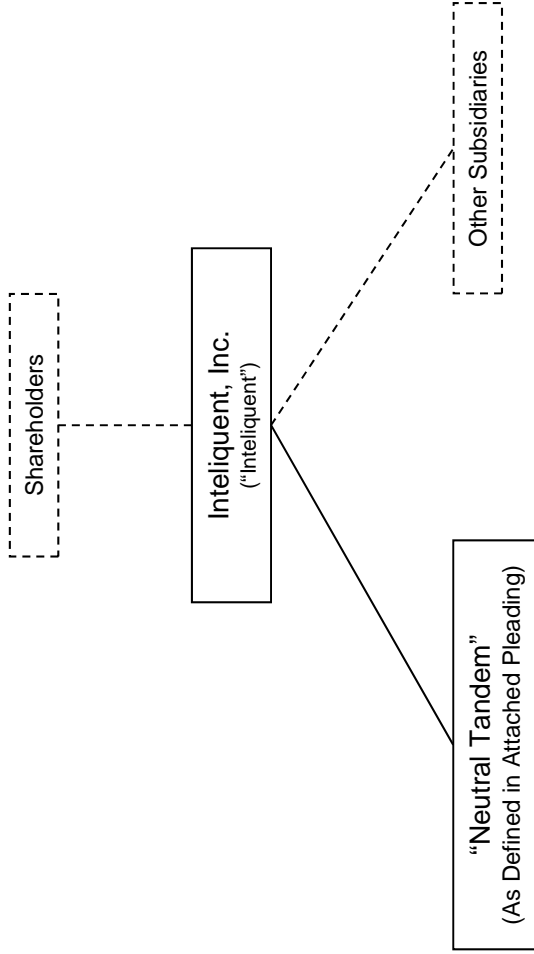 Shareholders
Inteliquent, Inc.
(“Inteliquent”)
“Neutral Tandem”
(As Defined in Attached Pleading)
Other Subsidiaries